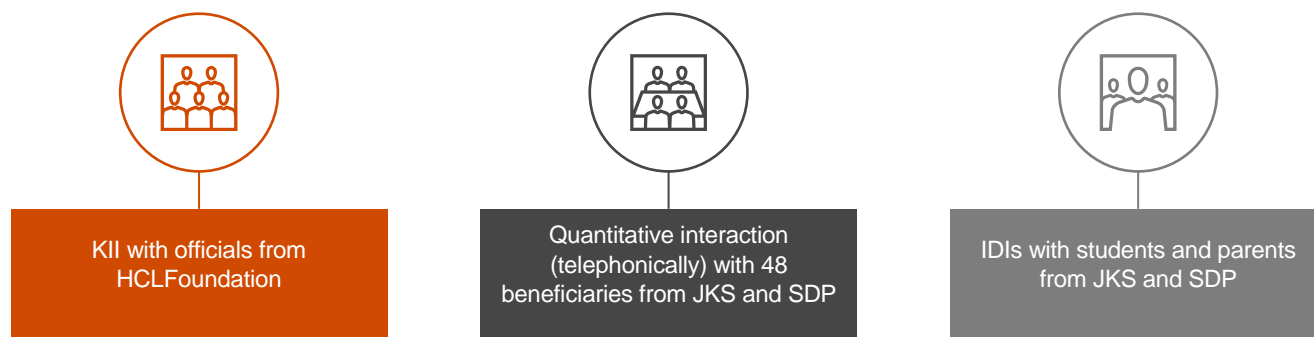 KII with officials from
HCLFoundation
Quantitative interaction
(telephonically) with 48
beneficiaries from JKS and SDP
IDIs with students and parents
from JKS and SDP